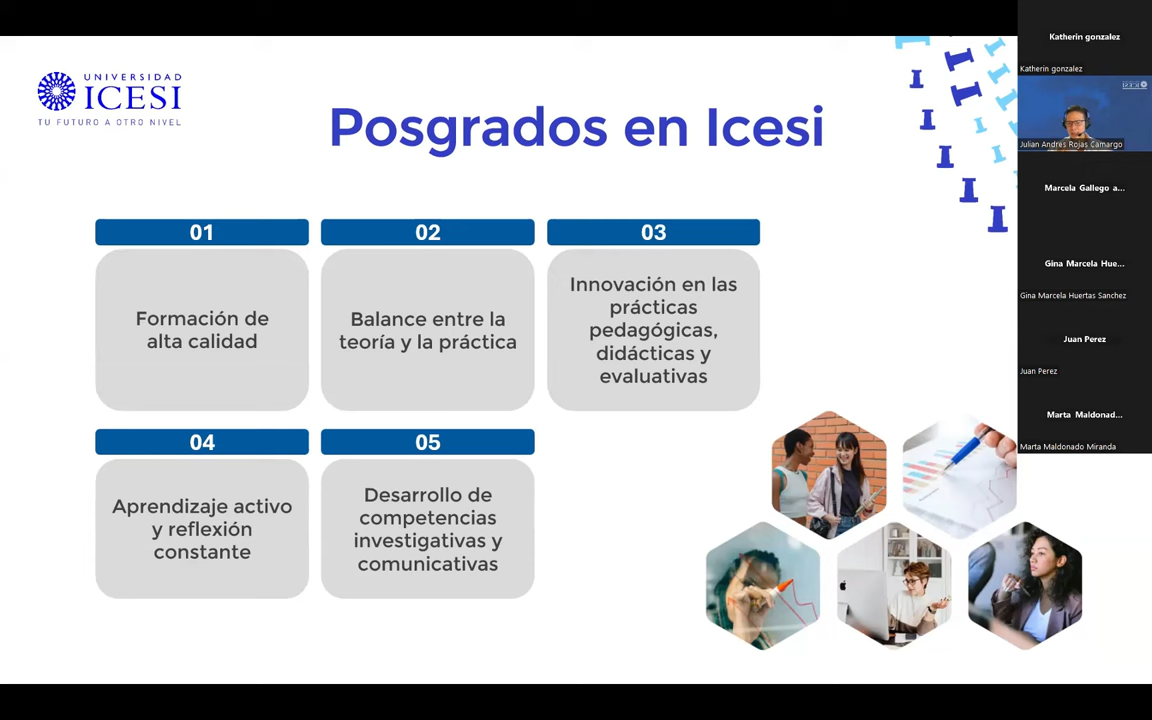 UNIVERSIDAD
ICESI
TU FUTURO A OTRO NIVEL
Posgrados en Icesi
01
Formación de
alta calidad
02
Balance entre la
teoría y la práctica
03
Innovación en las
prácticas
pedagógicas,
didácticas y
evaluativas
04
Aprendizaje activo
y reflexión
constante
05
Desarrollo de
competencias
investigativas y
comunicativas
Katherin gonzalez
Katherin gonzalez
Julian Andres Rojas Camargo
Marcela Gallego a...
Gina Marcela Hue...
Gina Marcela Huertas Sanchez
Juan Perez
Juan Perez
Marta Maldonad...
Marta Maldonado Miranda